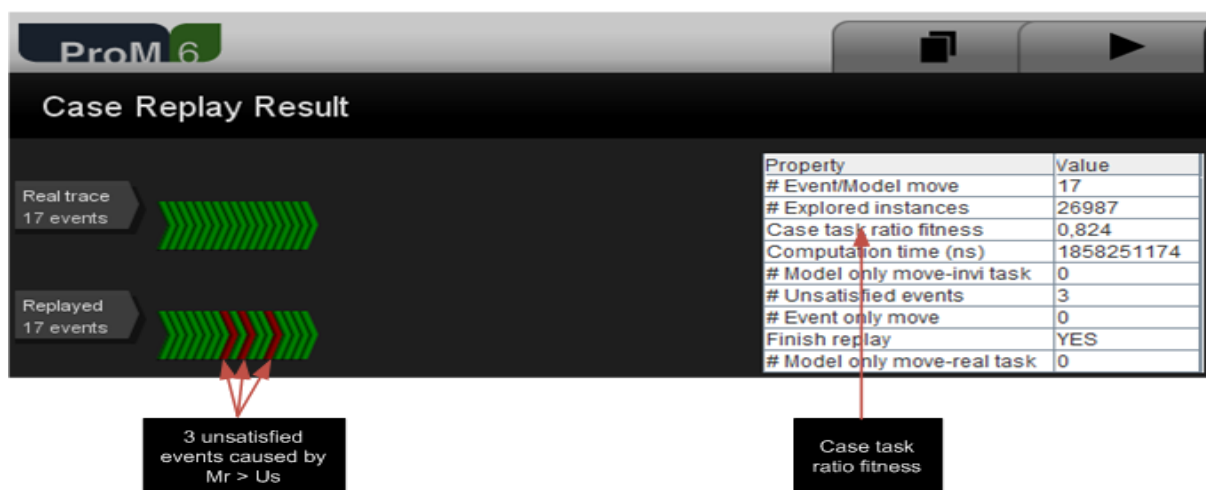 ProM 6
Case Replay Result
Real trace
17 events
Replayed
17 events
Property Value
# Event/Model move 17
# Explored instances 26987
Case task ratio fitness 0,824
Computation time (ns) 1858251174
# Model only move-invi task 0
# Unsatisfied events 3
# Event only move 0
Finish replay YES
# Model only move-real task 0
3 unsatisfied
events caused by
Mr > Us
Case task
ratio fitness